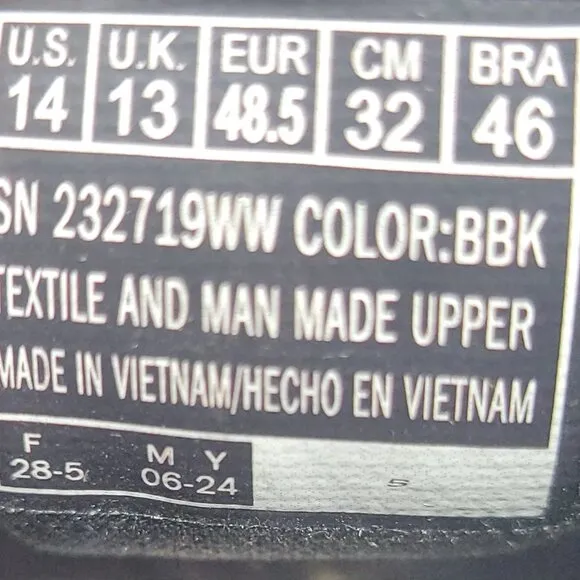 U.S. U.K. EUR CM BRA
14 13 48.5 32 46
SN 232719WW COLOR:BBK
TEXTILE AND MAN MADE UPPER
MADE IN VIETNAM/HECHO EN VIETNAM
F M Y
28-5 06-24
5